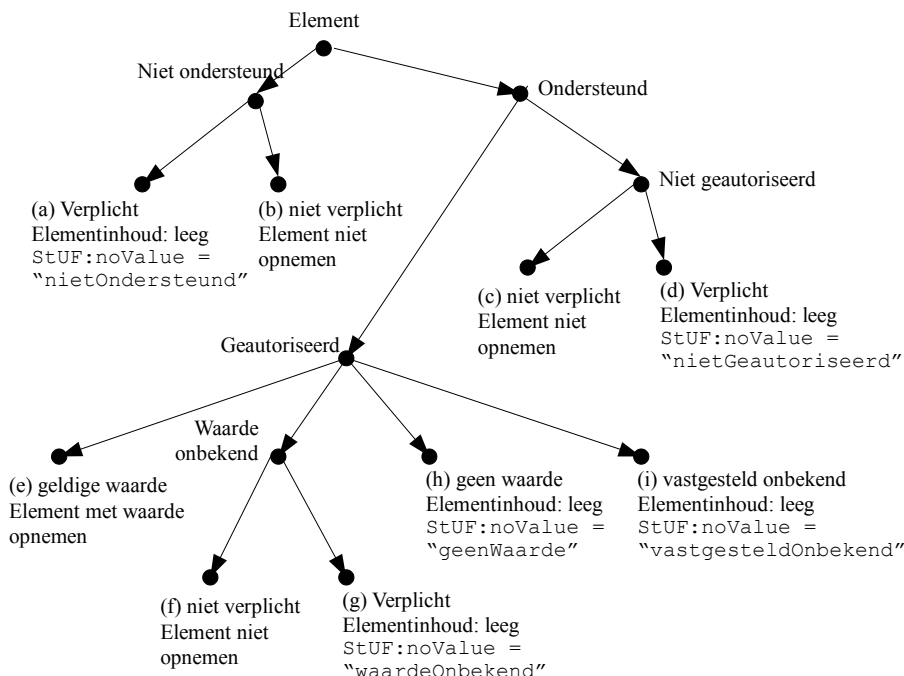 Element
Niet ondersteund
Ondersteund
Niet geautoriseerd
(a) Verplicht
Elementinhoud: leeg
StUF:noValue =
“nietOndersteund”
(b) niet verplicht
Element niet
opnemen
(c) niet verplicht
Element niet
opnemen
(d) Verplicht
Elementinhoud: leeg
StUF:noValue =
“nietGeautoriseerd”
Geautoriseerd
Waarde
onbekend
(e) geldige waarde
Element met waarde
opnemen
(h) geen waarde
Elementinhoud: leeg
StUF:noValue =
“geenWaarde”
(i) vastgesteld onbekend
Elementinhoud: leeg
StUF:noValue =
“vastgesteldOnbekend”
(f) niet verplicht
Element niet
opnemen
(g) Verplicht
Elementinhoud: leeg
StUF:noValue =
“waardeOnbekend”